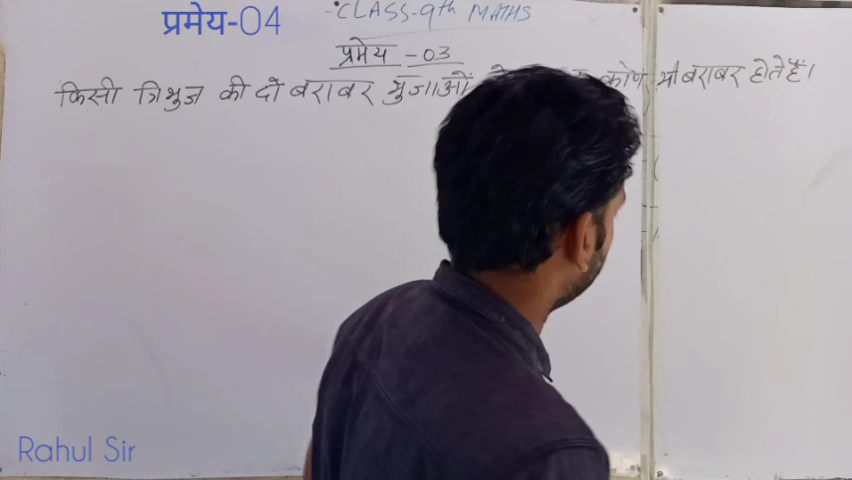 प्रमेय-04
CLASS-9th MATHS
प्रमेय -03
किसी त्रिभुज की दो बराबर भुजाओं कोण भी बराबर होते हैं।
Rahul Sir